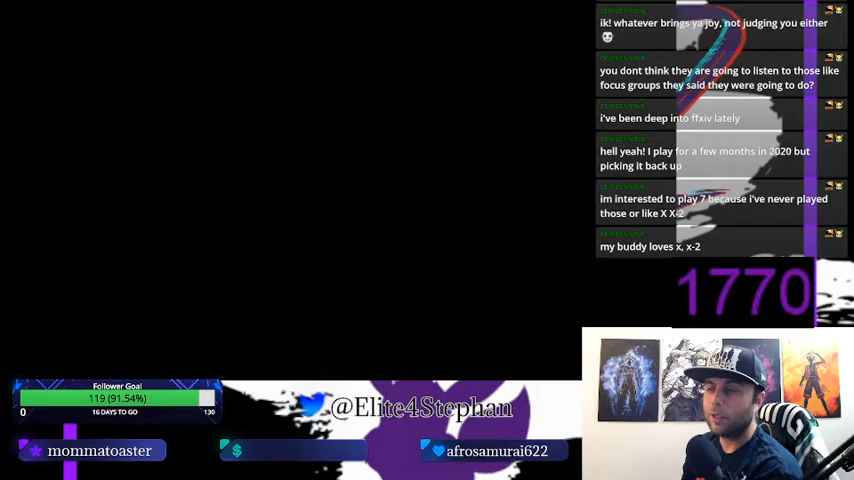 ik! whatever brings ya joy, not judging you either
you dont think they are going to listen to those like
focus groups they said they were going to do?
i've been deep into ffxiv lately
hell yeah! I play for a few months in 2020 but
picking it back up
im interested to play 7 because i've never played
those or like X X-2
my buddy loves x, x-2
1770
Follower Goal
119 (91.54%)
0
16 DAYS TO GO
130
@Elite4Stephan
mommatoaster
$
afrosamurai622